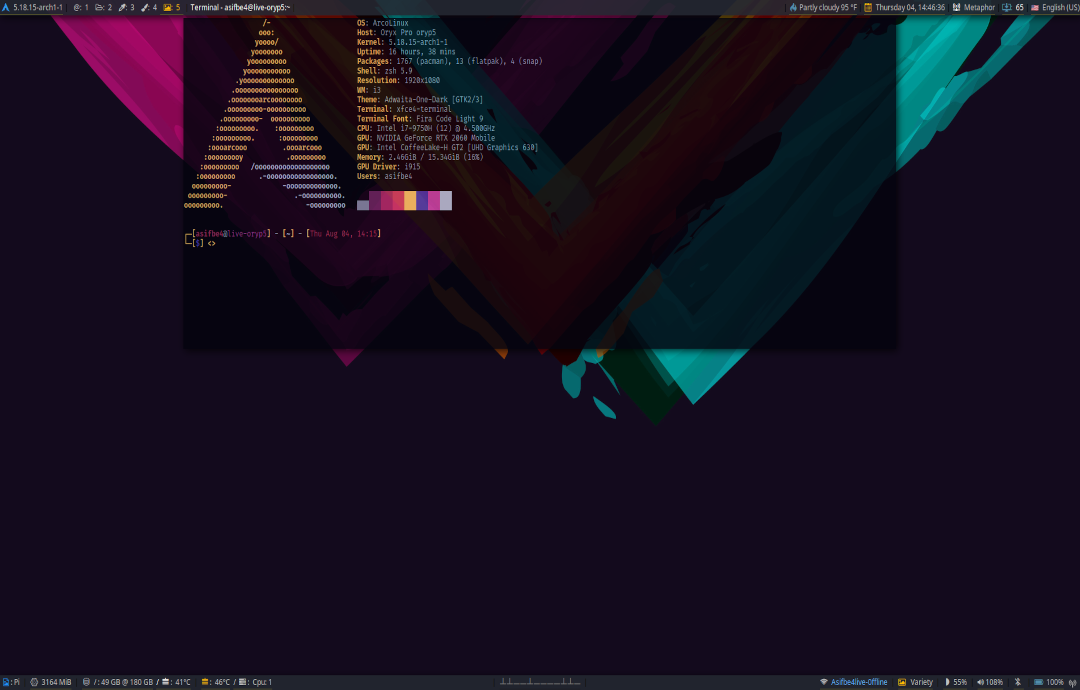 5.18.15-arch1-1 @: 1 : 2 : 3 : 4 : 5 Terminal - asifbe4@live-oryp5:~ Partly cloudy 95 °F Thursday 04, 14:46:36 Metaphor 65 English (US)
/-
ooo:
yoooo/
yooooooo
yooooooooo
yooooooooooo
.yooooooooooooo
.oooooooooooooooo
.oooooooarcoooooooo
.ooooooooo-oooooooooo
.ooooooooo- oooooooooo
:ooooooooo. :ooooooooo
:ooooooooo. :ooooooooo
:oooarcooo .oooarcooo
:ooooooooy .ooooooooo
:ooooooooo /ooooooooooooooooooo
:ooooooooo .-ooooooooooooooooo.
ooooooooo- -ooooooooooooo.
ooooooooo- .-oooooooooo.
ooooooooo. -ooooooooo
OS: ArcoLinux
Host: Oryx Pro oryp5
Kernel: 5.18.15-arch1-1
Uptime: 16 hours, 38 mins
Packages: 1767 (pacman), 13 (flatpak), 4 (snap)
Shell: zsh 5.9
Resolution: 1920x1080
WM: i3
Theme: Adwaita-One-Dark [GTK2/3]
Terminal: xfce4-terminal
Terminal Font: Fira Code Light 9
CPU: Intel i7-9750H (12) @ 4.500GHz
GPU: NVIDIA GeForce RTX 2060 Mobile
GPU: Intel CoffeeLake-H GT2 [UHD Graphics 630]
Memory: 2.46GiB / 15.34GiB (16%)
GPU Driver: i915
Users: asifbe4
┌─[asifbe4@live-oryp5] - [~] - [Thu Aug 04, 14:15]
└─[$] <>
: Pi 3164 MiB /: 49 GB @ 180 GB / : 41°C : 46°C / : Cpu: 1 Asifbe4live-Offline Variety 55% 108% 100%